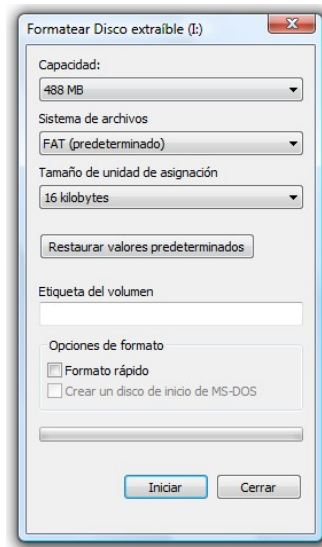 Formatear Disco extraíble (I:)
Capacidad:
488 MB
Sistema de archivos
FAT (predeterminado)
Tamaño de unidad de asignación
16 kilobytes
Restaurar valores predeterminados
Etiqueta del volumen
Opciones de formato
Formato rápido
Crear un disco de inicio de MS-DOS
Iniciar Cerrar